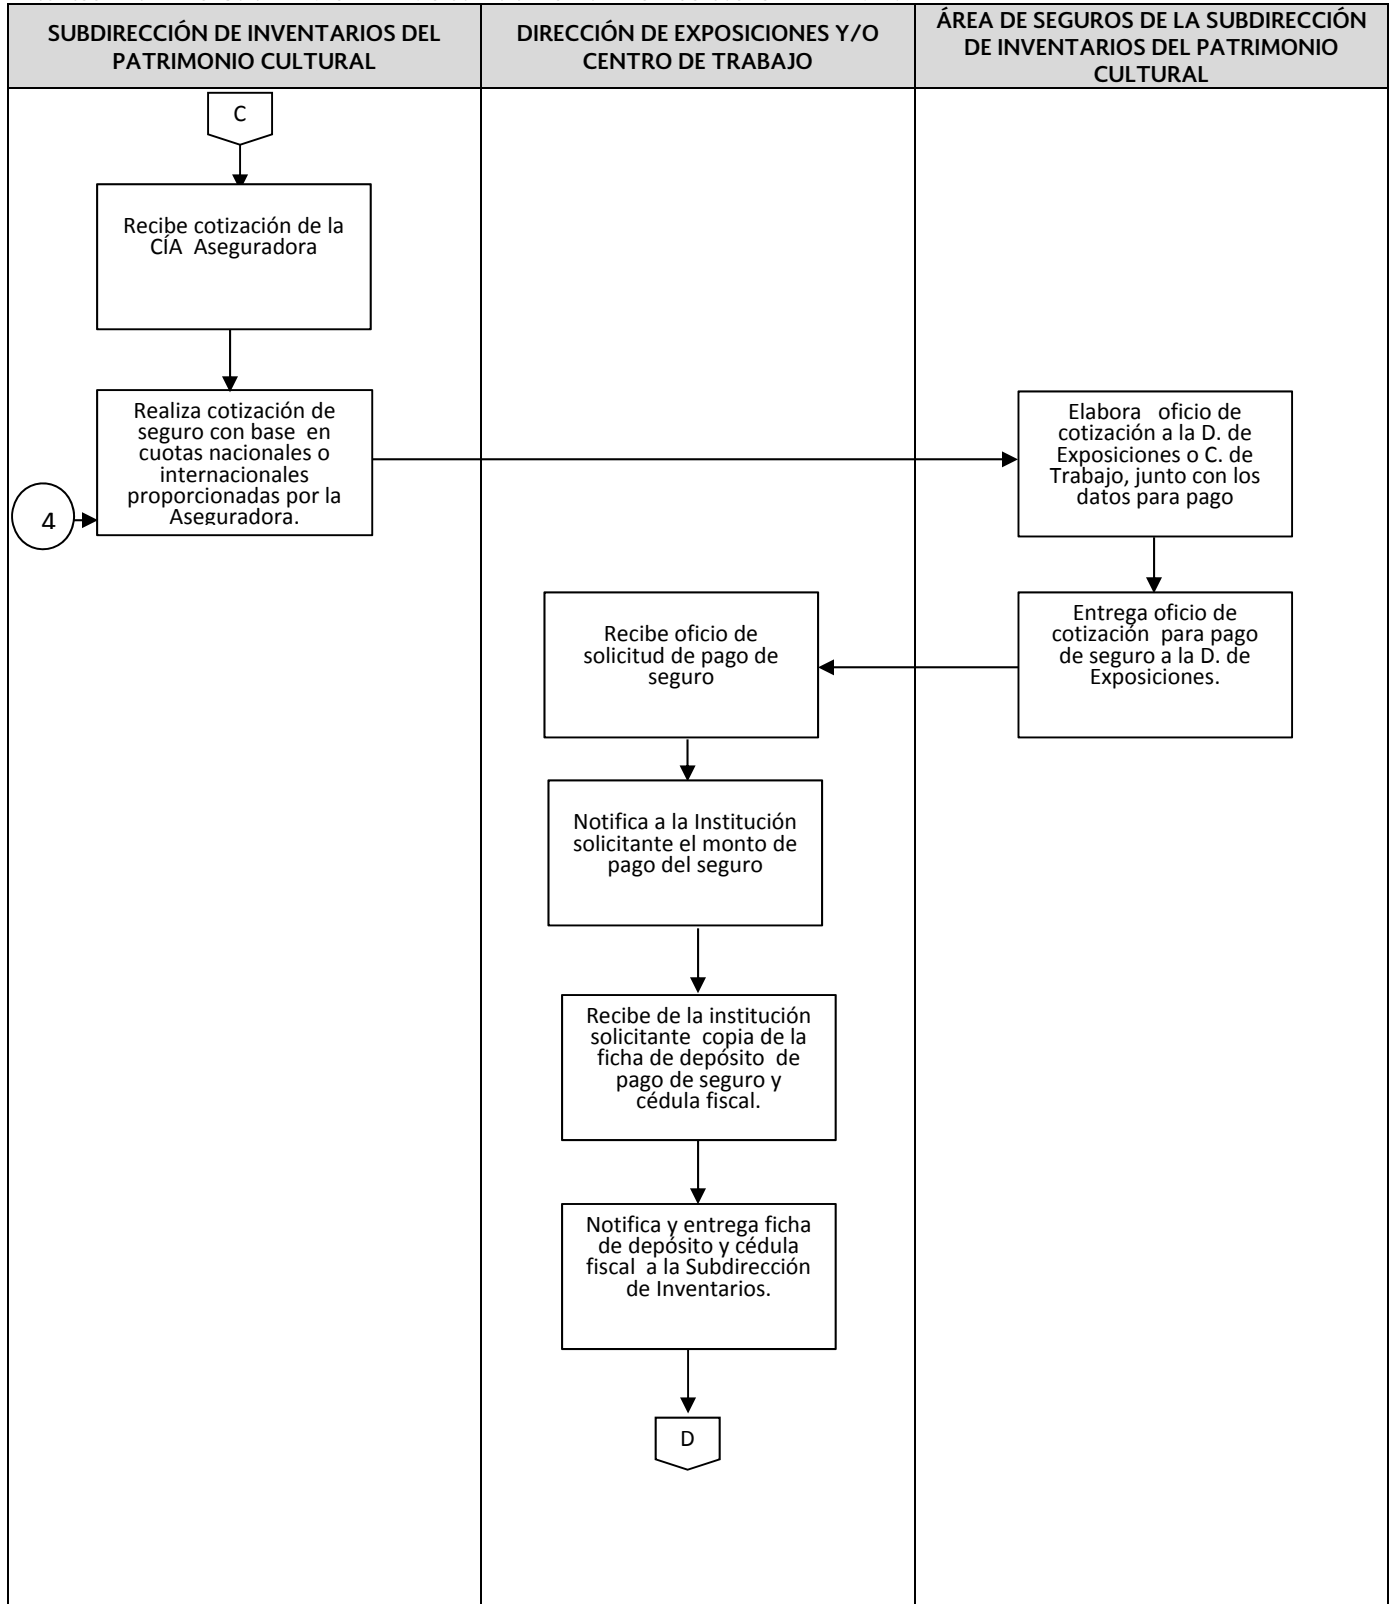 SUBDIRECCIÓN DE INVENTARIOS DEL
PATRIMONIO CULTURAL
DIRECCIÓN DE EXPOSICIONES Y/O
CENTRO DE TRABAJO
ÁREA DE SEGUROS DE LA SUBDIRECCIÓN
DE INVENTARIOS DEL PATRIMONIO
CULTURAL
C
Recibe cotización de la
CÍA Aseguradora
Realiza cotización de
seguro con base en
cuotas nacionales o
internacionales
proporcionadas por la
Aseguradora.
4
Elabora oficio de
cotización a la D. de
Exposiciones o C. de
Trabajo, junto con los
datos para pago
Entrega oficio de
cotización para pago
de seguro a la D. de
Exposiciones.
Recibe oficio de
solicitud de pago de
seguro
Notifica a la Institución
solicitante el monto de
pago del seguro
Recibe de la institución
solicitante copia de la
ficha de depósito de
pago de seguro y
cédula fiscal.
Notifica y entrega ficha
de depósito y cédula
fiscal a la Subdirección
de Inventarios.
D